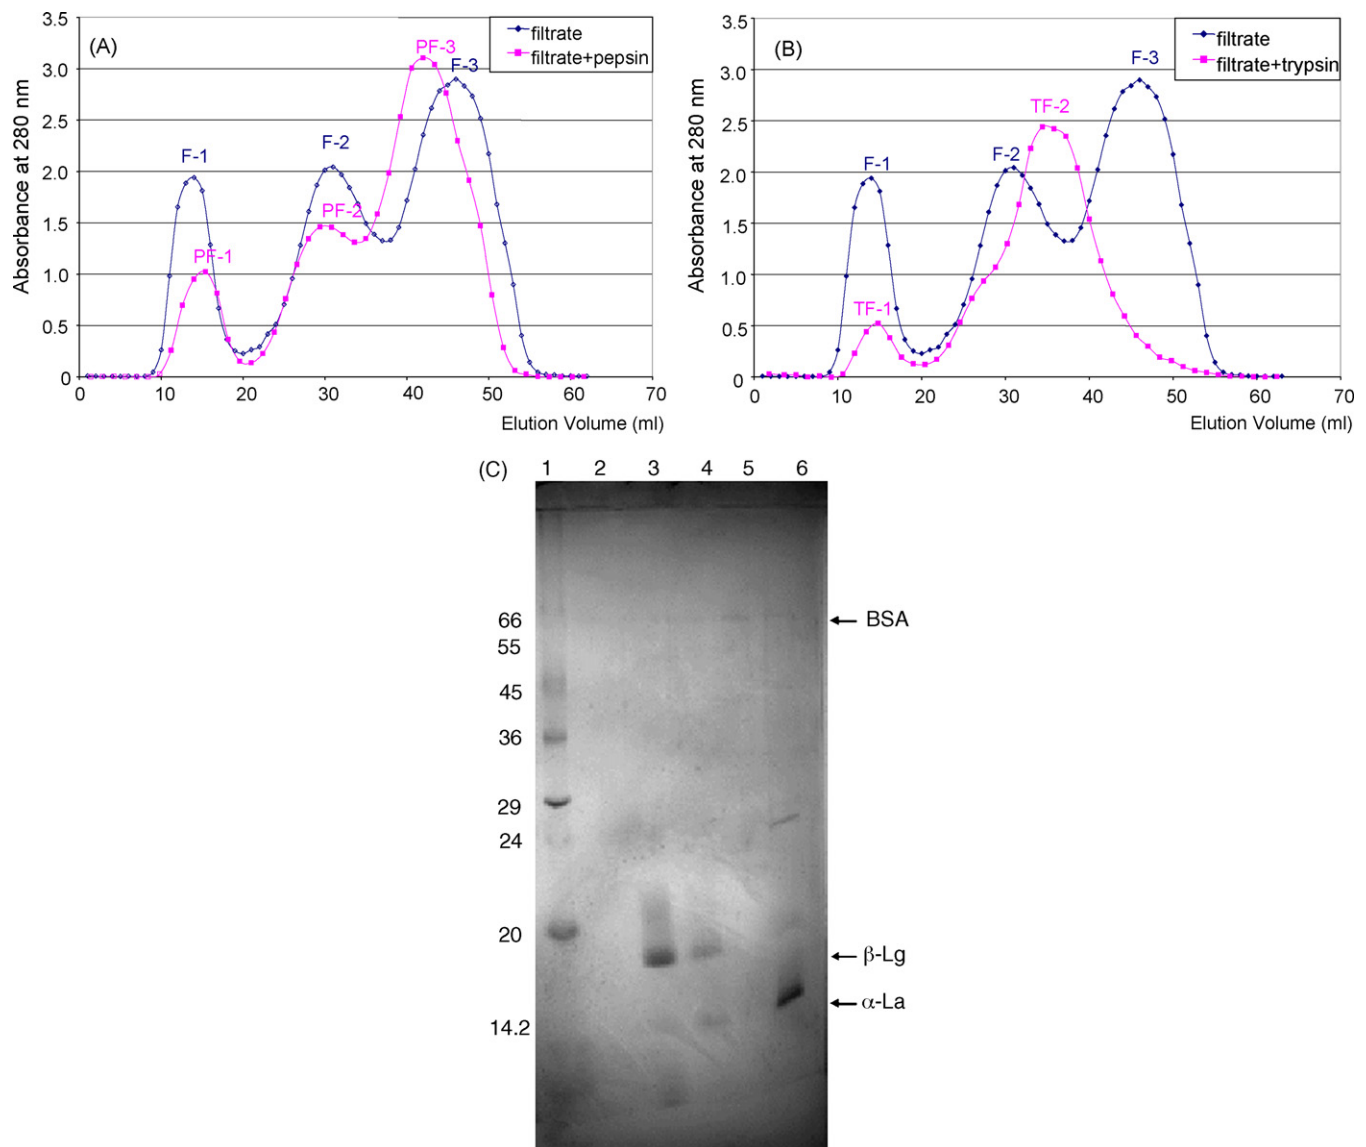 (A)
filtrate
filtrate+pepsin
Absorbance at 280 nm
3.5
3.0
2.5
2.0
1.5
1.0
0.5
0
F-1
PF-1
F-2
PF-2
PF-3
F-3
0 10 20 30 40 50 60 70
Elution Volume (ml)
(B)
filtrate
filtrate+trypsin
Absorbance at 280 nm
3.5
3.0
2.5
2.0
1.5
1.0
0.5
0.0
F-1
TF-1
F-2
TF-2
F-3
0 10 20 30 40 50 60 70
Elution Volume (ml)
(C) 1 2 3 4 5 6
66
55
45
36
29
24
20
14.2
BSA
β-Lg
α-La